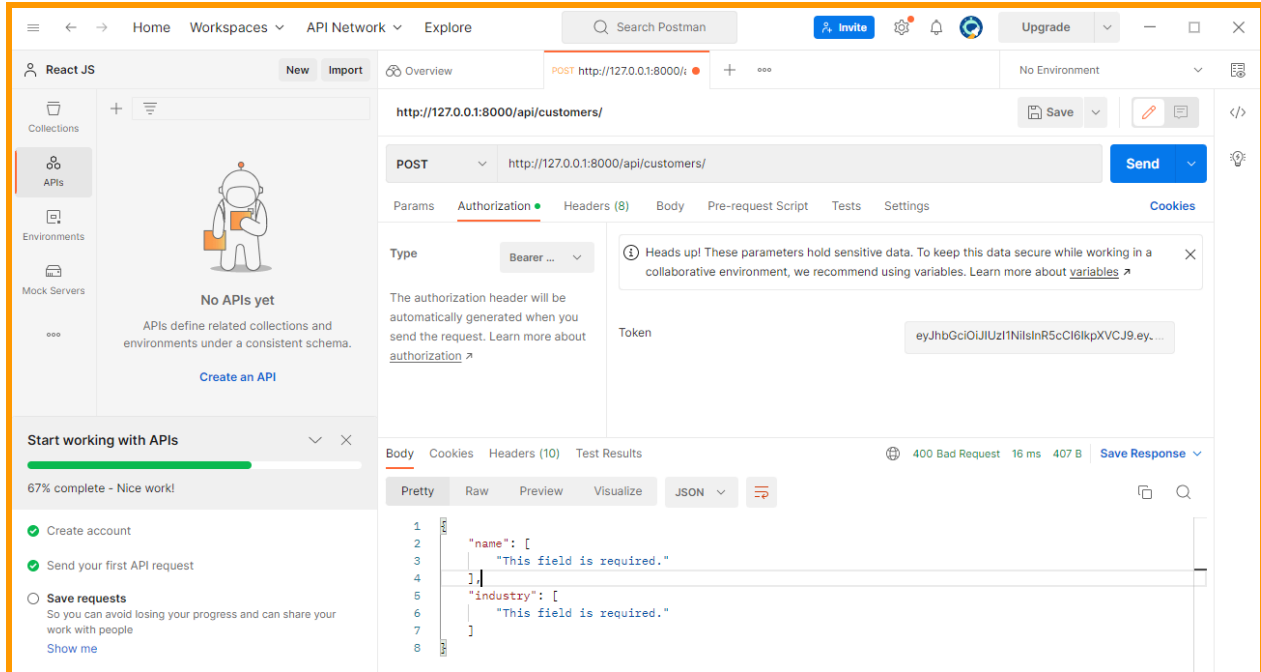 Home Workspaces API Network Explore Search Postman Invite Upgrade
React JS New Import Overview POST http://127.0.0.1:8000/a No Environment
Collections
APIs
Environments
Mock Servers
No APIs yet
APIs define related collections and
environments under a consistent schema.
Create an API
Start working with APIs
67% complete - Nice work!
Create account
Send your first API request
Save requests
So you can avoid losing your progress and can share your
work with people
Show me
http://127.0.0.1:8000/api/customers/ Save
POST http://127.0.0.1:8000/api/customers/ Send
Params Authorization Headers (8) Body Pre-request Script Tests Settings Cookies
Type Bearer ...
The authorization header will be
automatically generated when you
send the request. Learn more about
authorization ↗
Heads up! These parameters hold sensitive data. To keep this data secure while working in a
collaborative environment, we recommend using variables. Learn more about variables ↗
Token eyJhbGciOiJIUzI1NiIsInR5cCI6IkpXVCJ9.ey. ...
Body Cookies Headers (10) Test Results 400 Bad Request 16 ms 407 B Save Response
Pretty Raw Preview Visualize JSON
1 {
2 "name": [
3 "This field is required."
4 ],
5 "industry": [
6 "This field is required."
7 ]
8 }